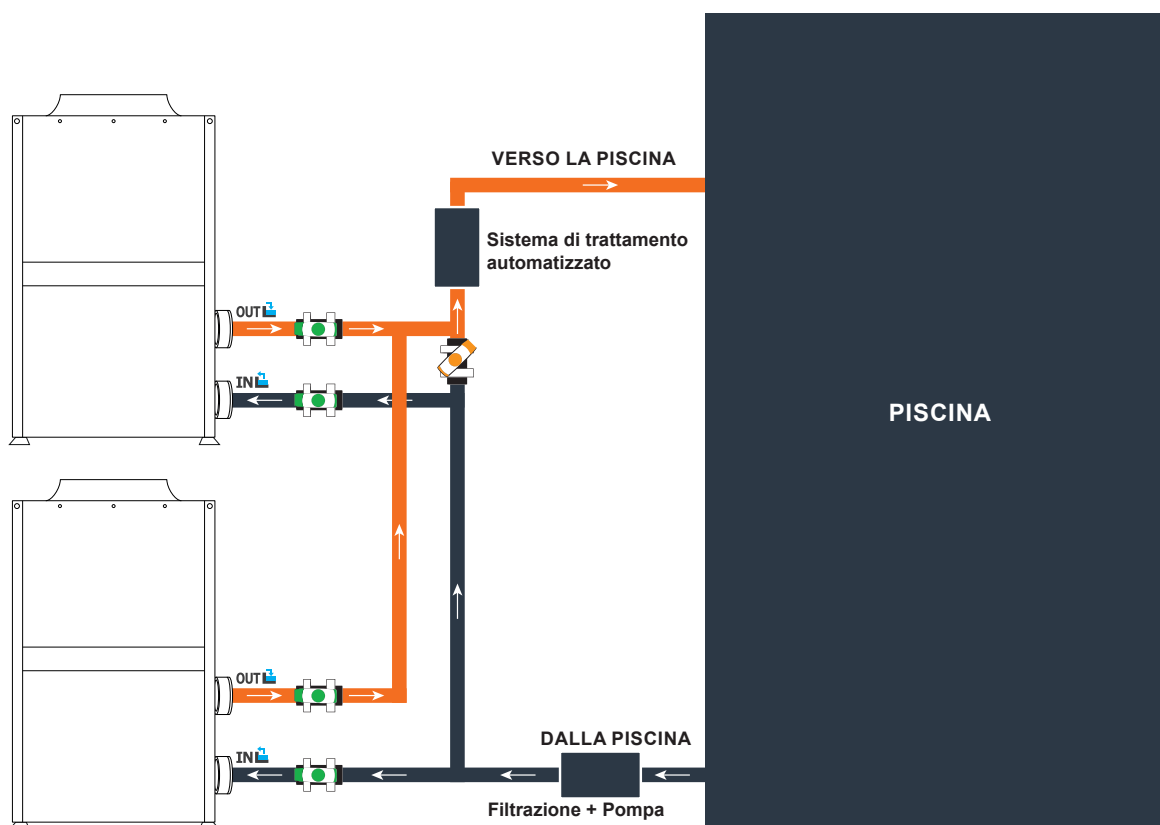 VERSO LA PISCINA
Sistema di trattamento
automatizzato
OUT
IN
PISCINA
OUT
DALLA PISCINA
IN
Filtrazione + Pompa